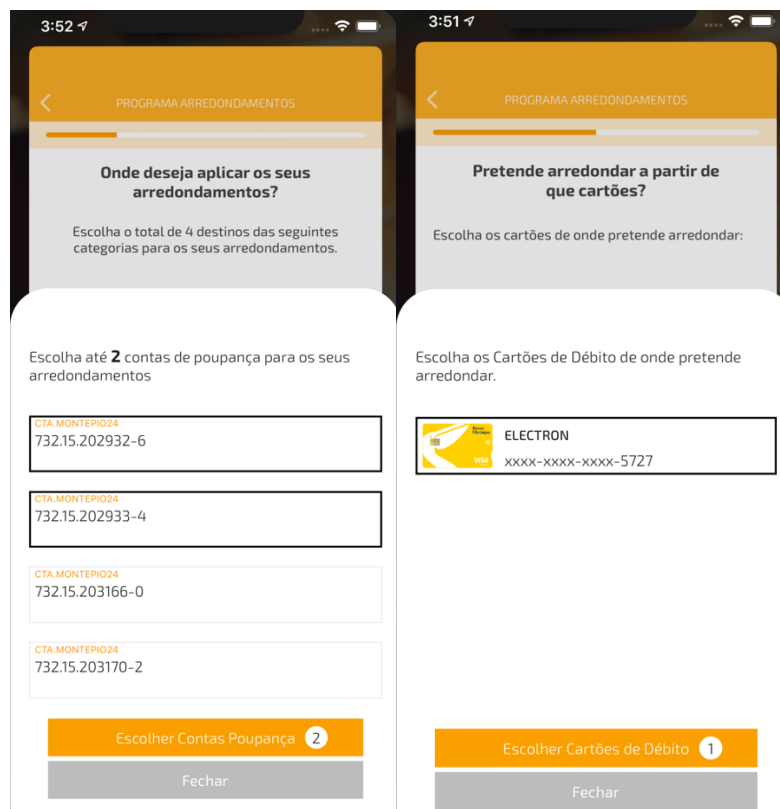 3:52
PROGRAMA ARREDONDAMENTOS
Onde deseja aplicar os seus
arredondamentos?
Escolha o total de 4 destinos das seguintes
categorias para os seus arredondamentos.
Escolha até 2 contas de poupança para os seus
arredondamentos
CTA.MONTEPIO24
732.15.202932-6
CTA.MONTEPIO24
732.15.202933-4
CTA.MONTEPIO24
732.15.203166-0
CTA.MONTEPIO24
732.15.203170-2
Escolher Contas Poupança 2
Fechar
3:51
PROGRAMA ARREDONDAMENTOS
Pretende arredondar a partir de
que cartões?
Escolha os cartões de onde pretende arredondar:
Escolha os Cartões de Débito de onde pretende
arredondar.
Banco
Montepio
VISA
ELECTRON
xxxx-xxxx-xxxx-5727
Escolher Cartões de Débito 1
Fechar